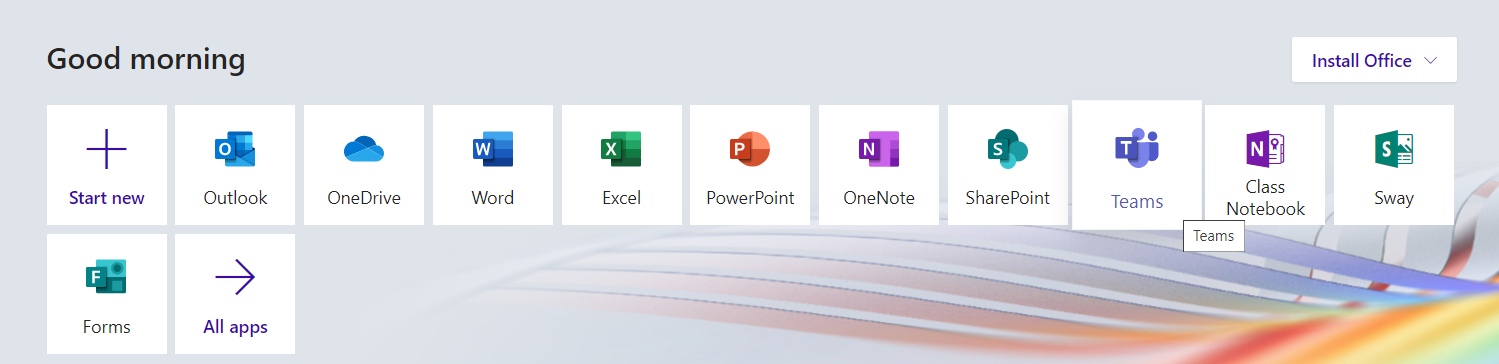 Good morning
Install Office
Start new
Outlook
OneDrive
Word
Excel
PowerPoint
OneNote
SharePoint
Teams
Class
Notebook
Sway
Teams
Forms
All apps